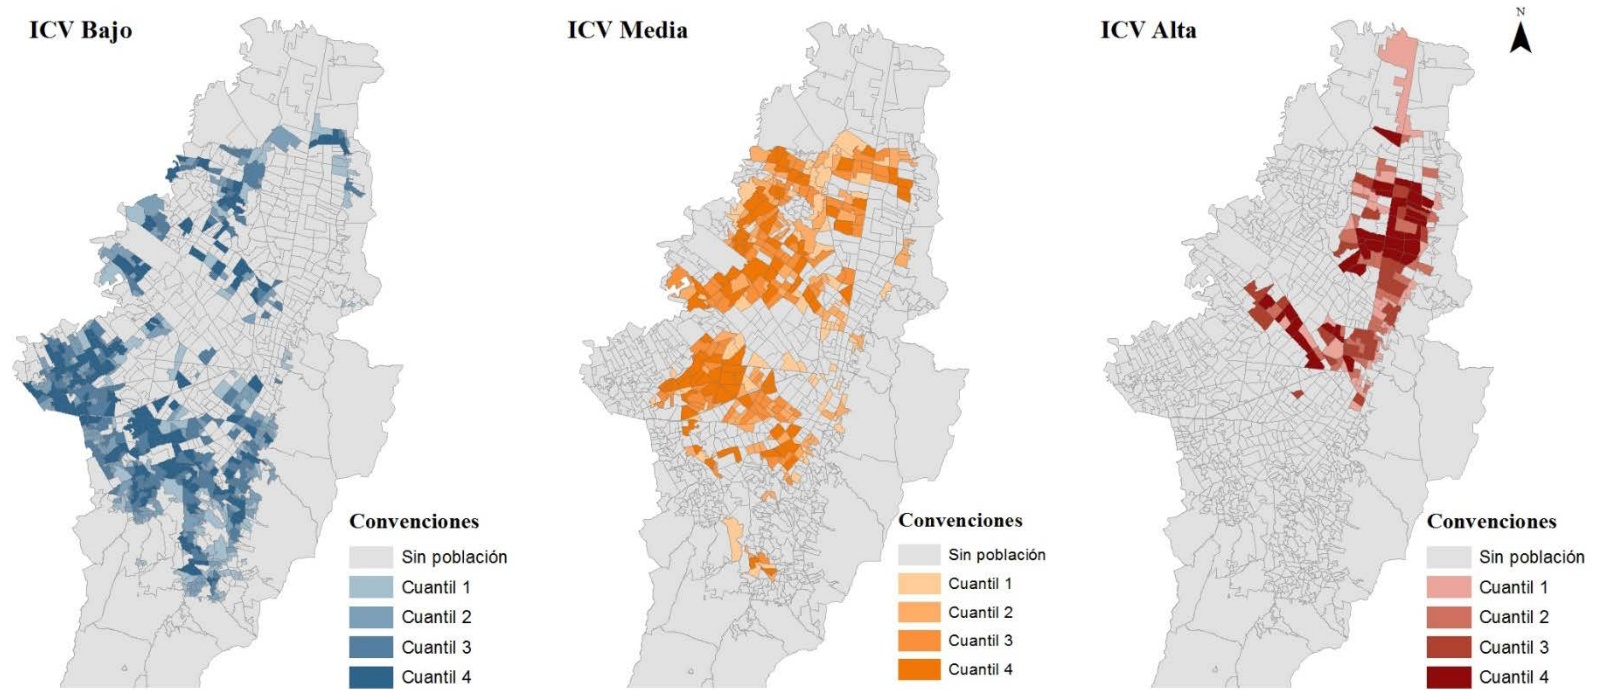 ICV Bajo
ICV Media
ICV Alta
N
Convenciones
Sin población
Cuantil 1
Cuantil 2
Cuantil 3
Cuantil 4
Convenciones
Sin población
Cuantil 1
Cuantil 2
Cuantil 3
Cuantil 4
Convenciones
Sin población
Cuantil 1
Cuantil 2
Cuantil 3
Cuantil 4